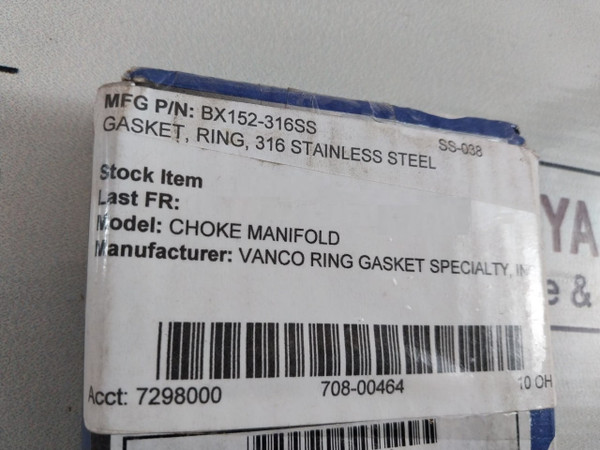 MFG P/N: BX152-316SS
GASKET, RING, 316 STAINLESS STEEL
SS-038
Stock Item
Last FR:
Model: CHOKE MANIFOLD
Manufacturer: VANCO RING GASKET SPECIALTY, IN
YA
e &
Acct: 7298000
708-00464
10 OH